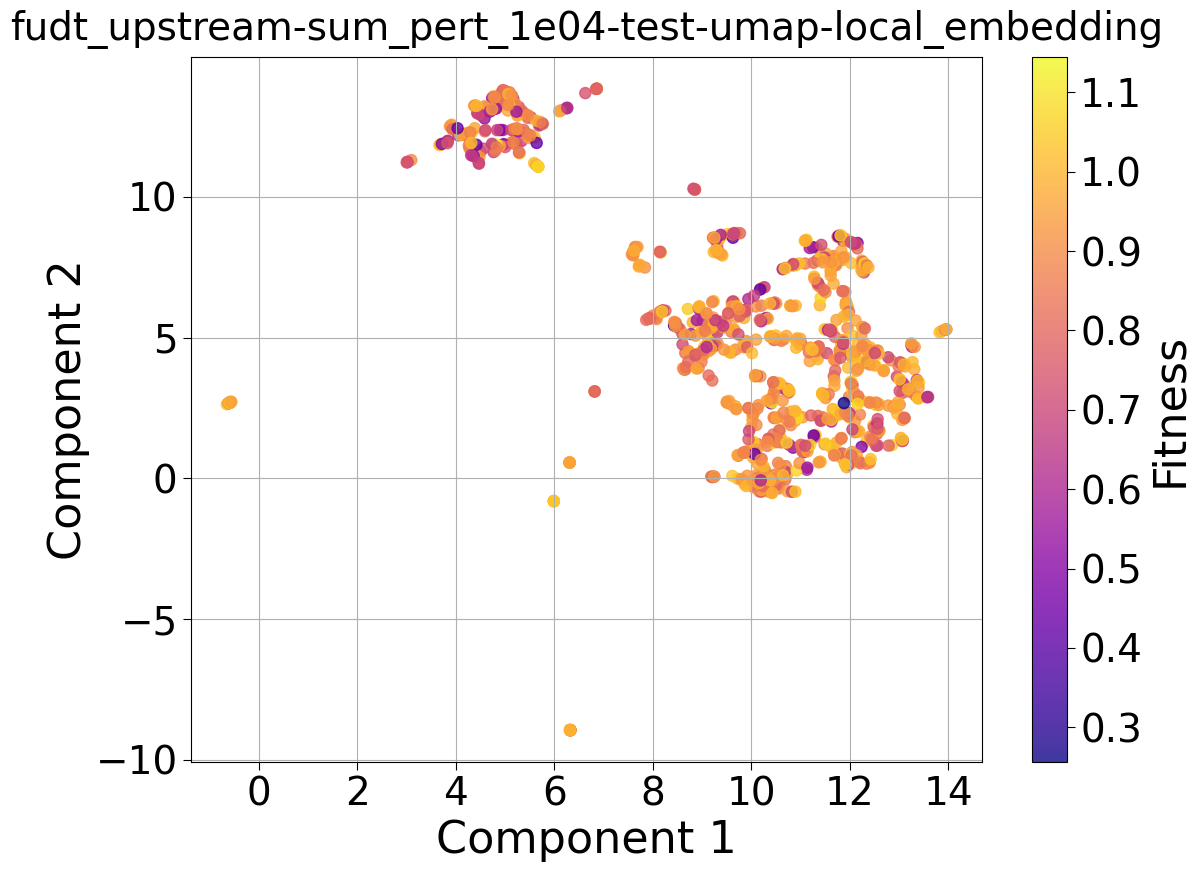 fudt_upstream-sum_pert_1e04-test-umap-local_embedding
Component 2
10
5
0
−5
−10
0 2 4 6 8 10 12 14
Component 1
1.1
1.0
0.9
0.8
0.7
0.6
0.5
0.4
0.3
Fitness